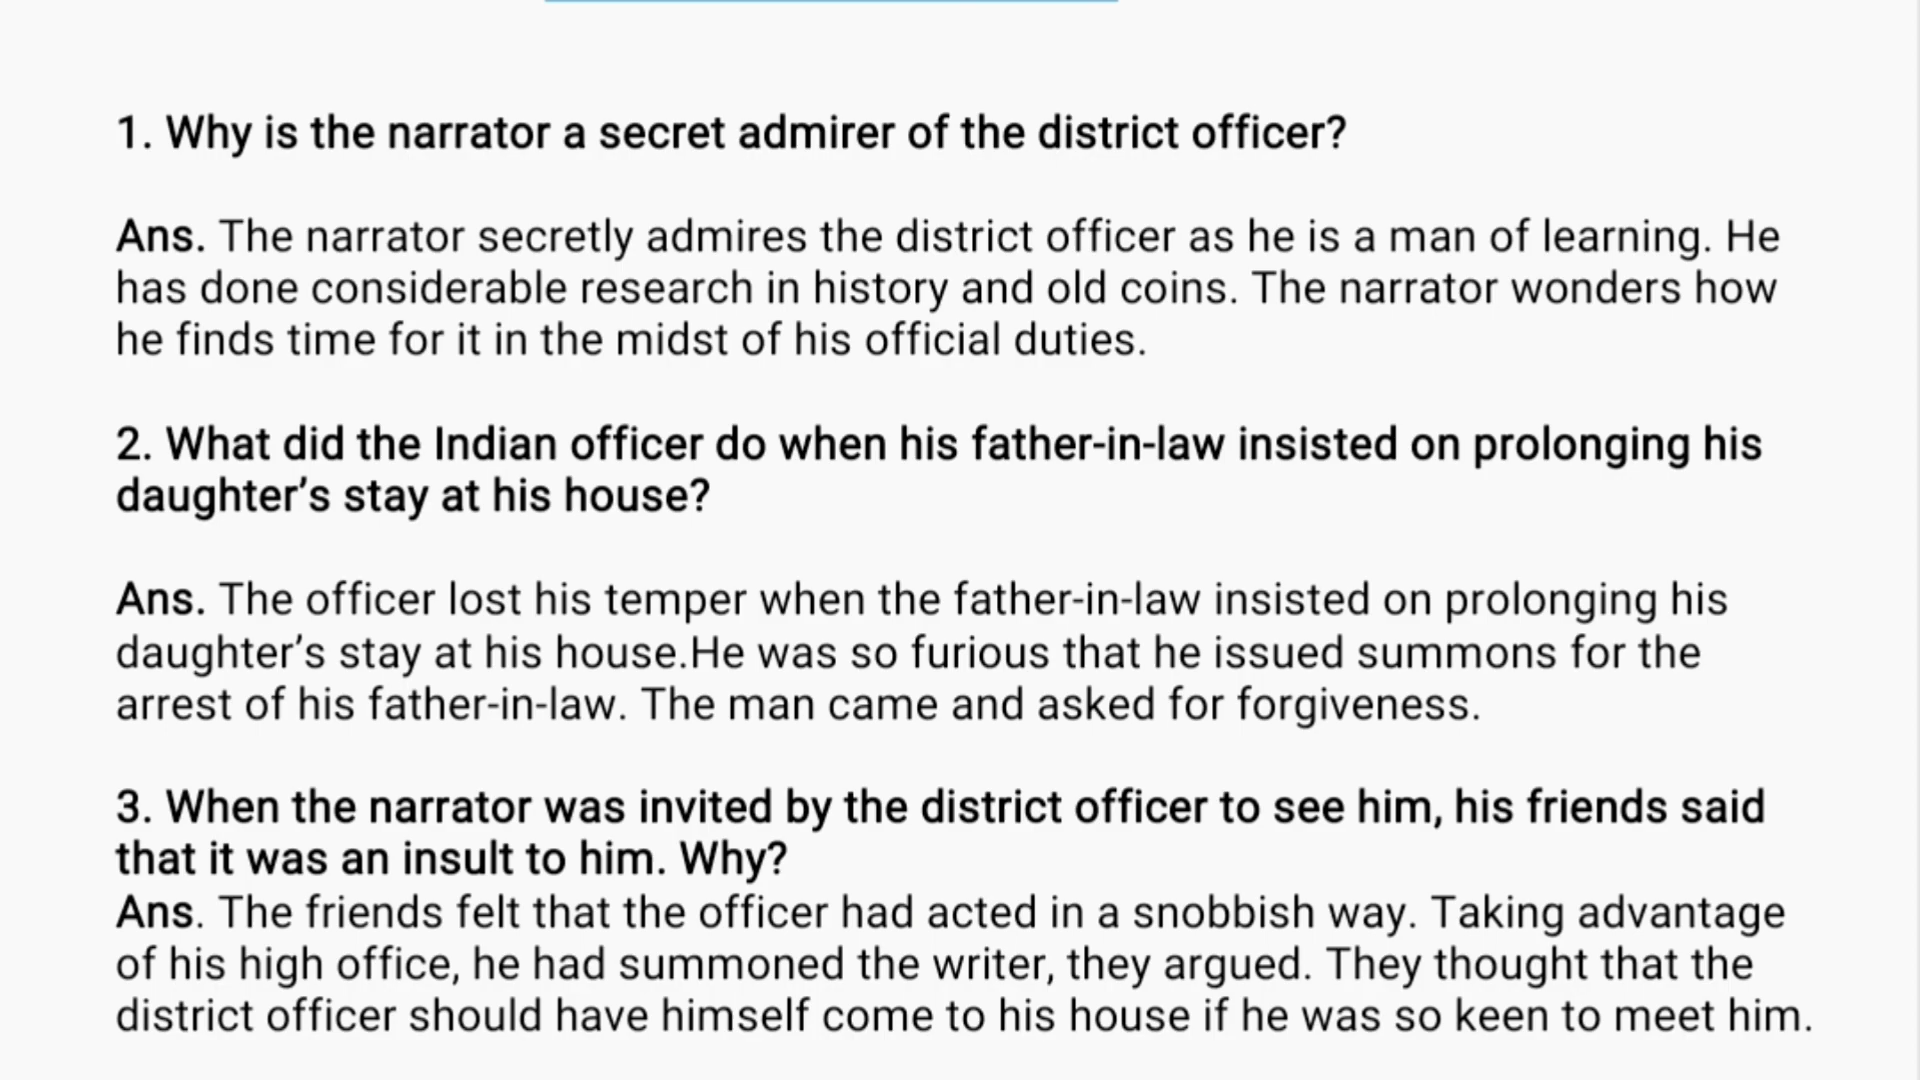 1. Why is the narrator a secret admirer of the district officer?
Ans. The narrator secretly admires the district officer as he is a man of learning. He
has done considerable research in history and old coins. The narrator wonders how
he finds time for it in the midst of his official duties.
2. What did the Indian officer do when his father-in-law insisted on prolonging his
daughter’s stay at his house?
Ans. The officer lost his temper when the father-in-law insisted on prolonging his
daughter’s stay at his house.He was so furious that he issued summons for the
arrest of his father-in-law. The man came and asked for forgiveness.
3. When the narrator was invited by the district officer to see him, his friends said
that it was an insult to him. Why?
Ans. The friends felt that the officer had acted in a snobbish way. Taking advantage
of his high office, he had summoned the writer, they argued. They thought that the
district officer should have himself come to his house if he was so keen to meet him.